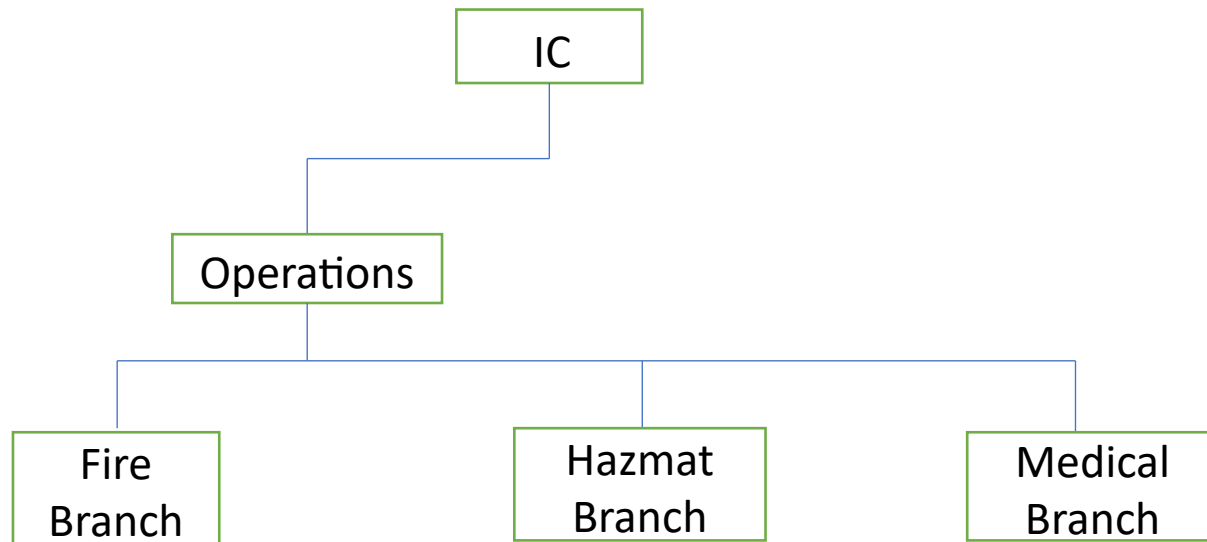 IC
Operations
Fire
Branch
Hazmat
Branch
Medical
Branch